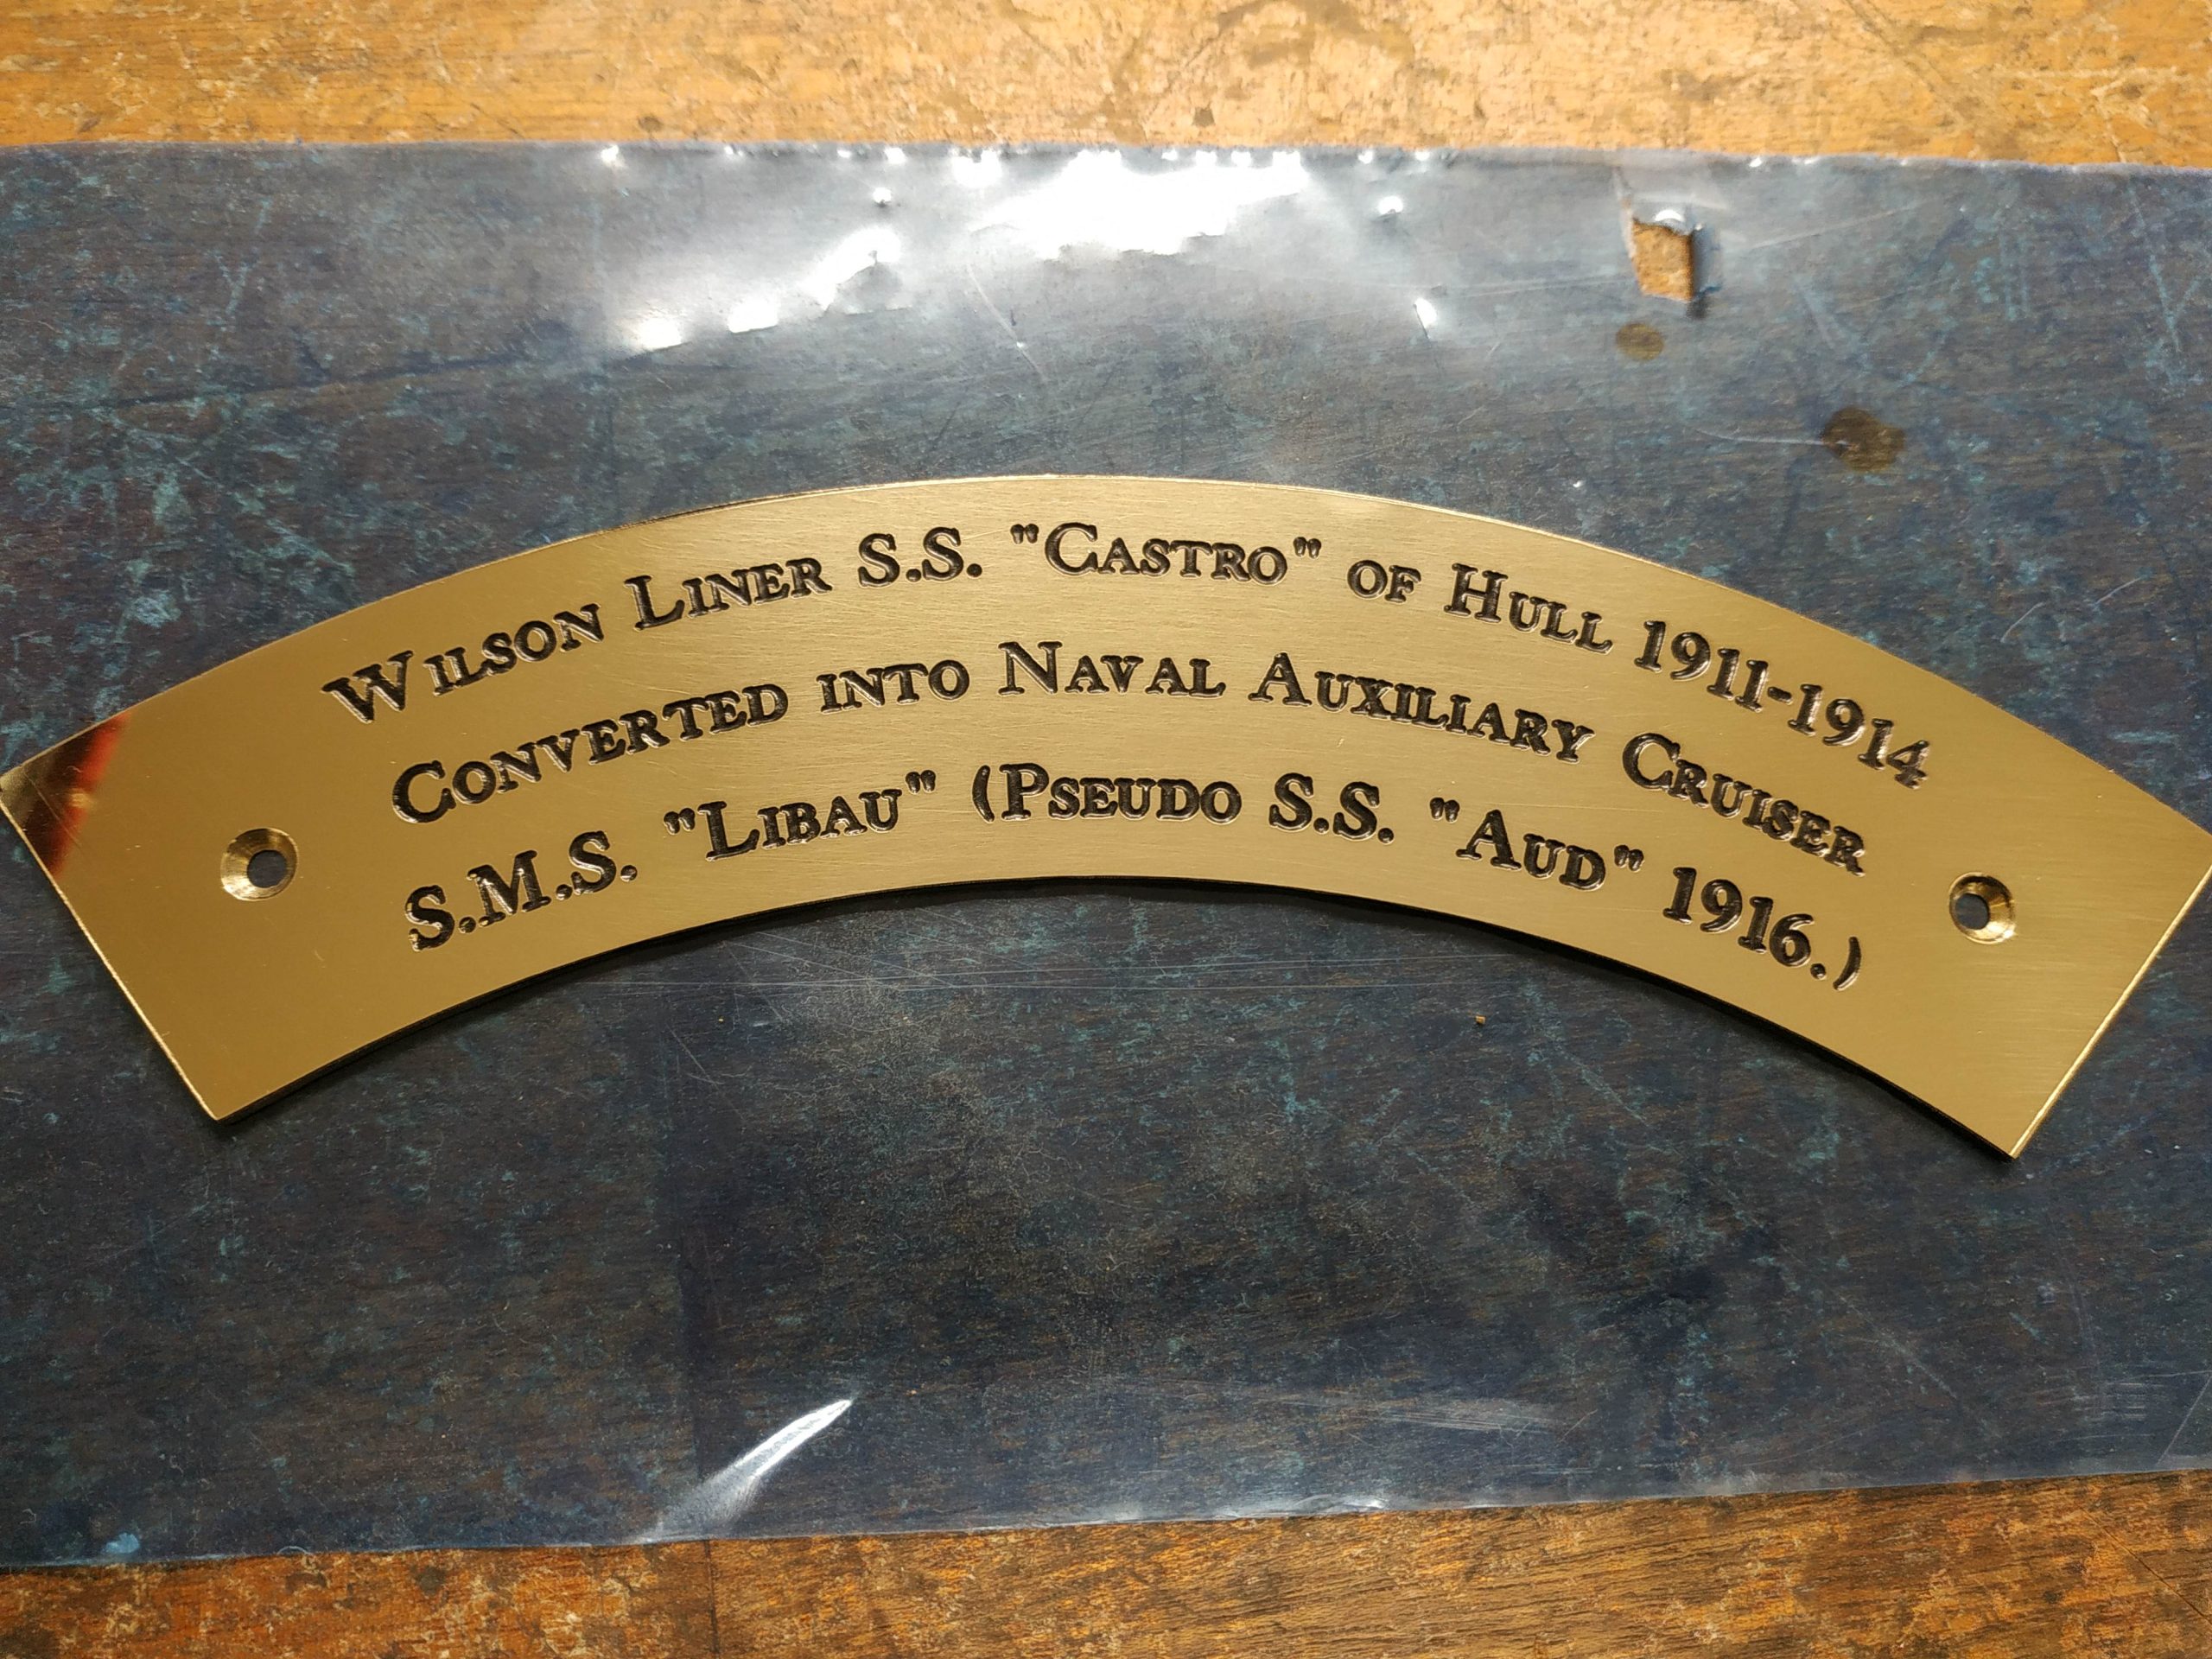 Wilson Liner S.S. "Castro" of Hull 1911-1914
Converted into Naval Auxiliary Cruiser
S.M.S. "Libau" (Pseudo S.S. "Aud" 1916.)